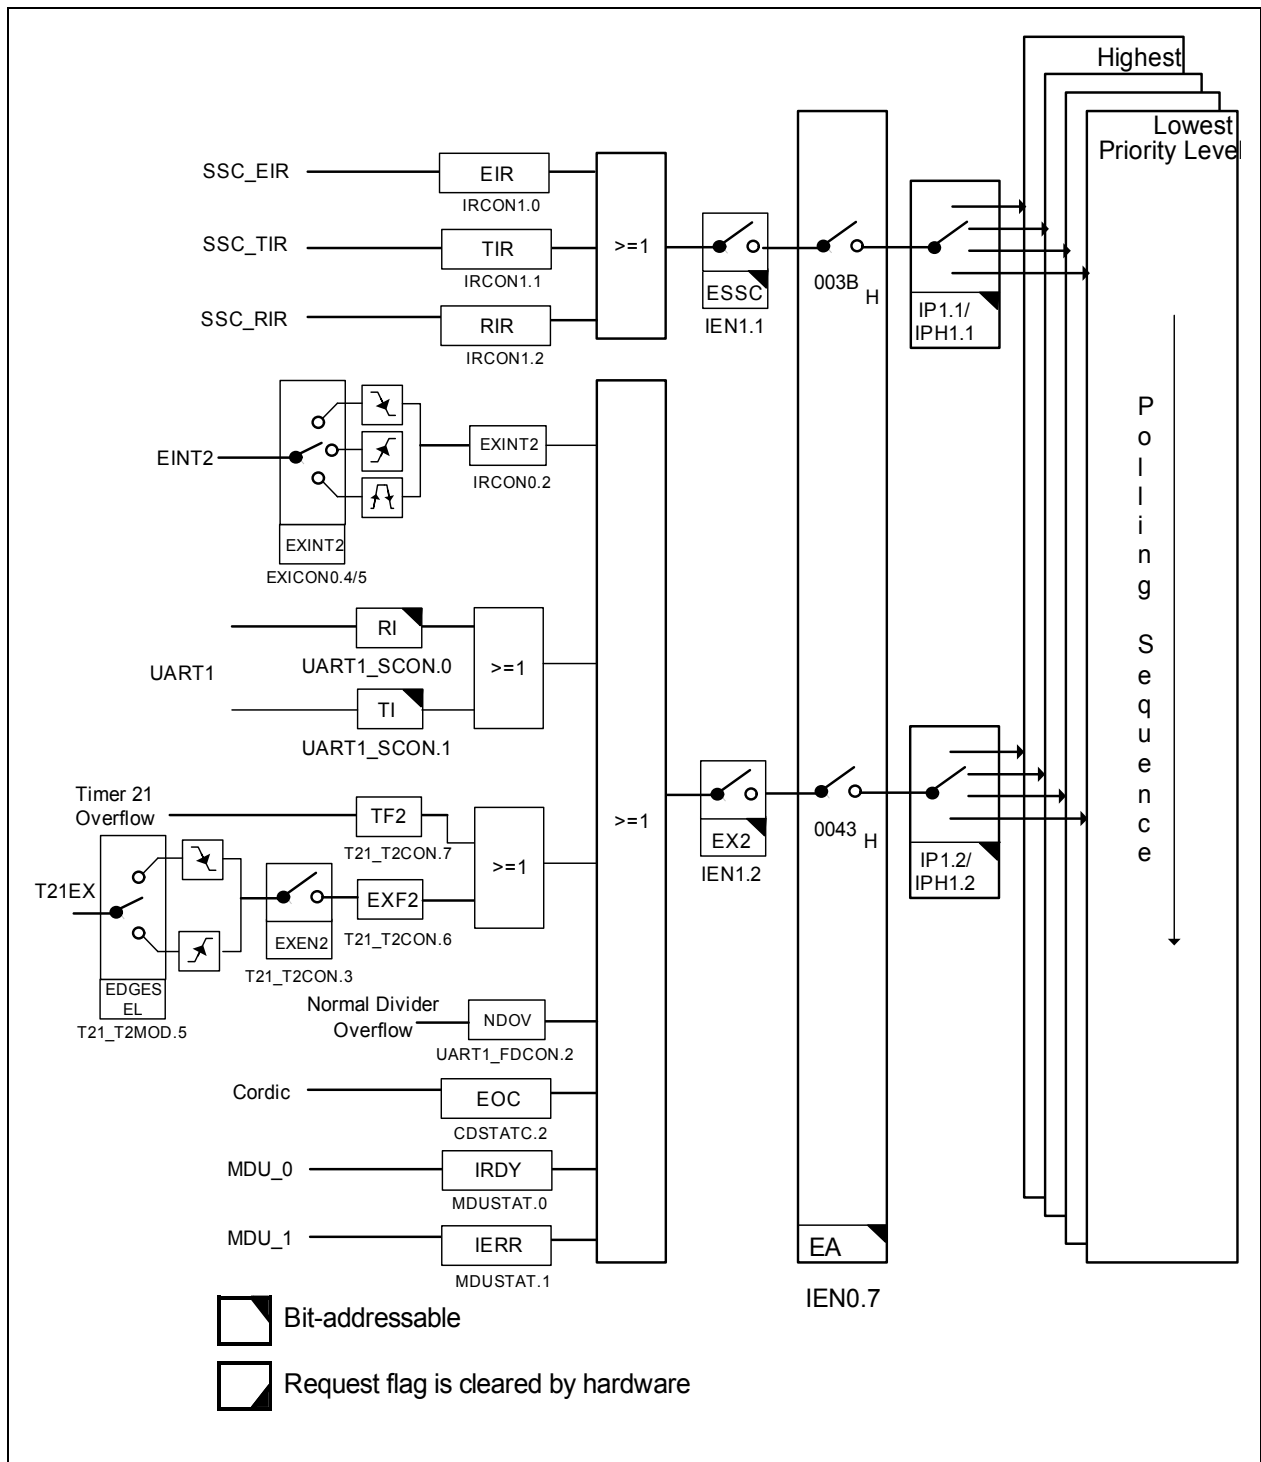 Highest
Lowest
Priority Level
SSC_EIR
EIR
IRCON1.0
SSC_TIR
TIR
IRCON1.1
SSC_RIR
RIR
IRCON1.2
>=1
ESSC
IEN1.1
003B H
IP1.1/
IPH1.1
EINT2
EXINT2
EXICON0.4/5
EXINT2
IRCON0.2
UART1
RI
UART1_SCON.0
TI
UART1_SCON.1
>=1
Timer 21
Overflow
TF2
T21_T2CON.7
T21EX
EDGES
EL
T21_T2MOD.5
EXEN2
T21_T2CON.3
EXF2
T21_T2CON.6
>=1
Normal Divider
Overflow
NDOV
UART1_FDCON.2
Cordic
EOC
CDSTATC.2
MDU_0
IRDY
MDUSTAT.0
MDU_1
IERR
MDUSTAT.1
>=1
EX2
IEN1.2
0043 H
IP1.2/
IPH1.2
EA
IEN0.7
Polling Sequence
Bit-addressable
Request flag is cleared by hardware